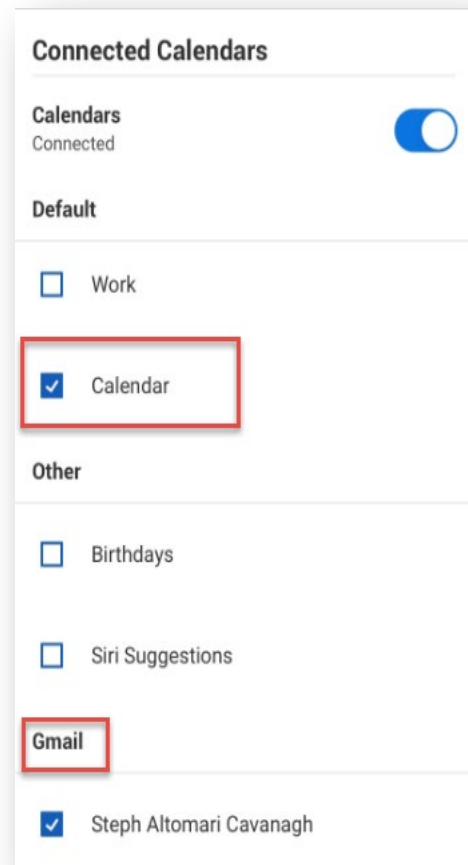 Connected Calendars
Calendars
Connected
Default
Work
Calendar
Other
Birthdays
Siri Suggestions
Gmail
Steph Altomari Cavanagh